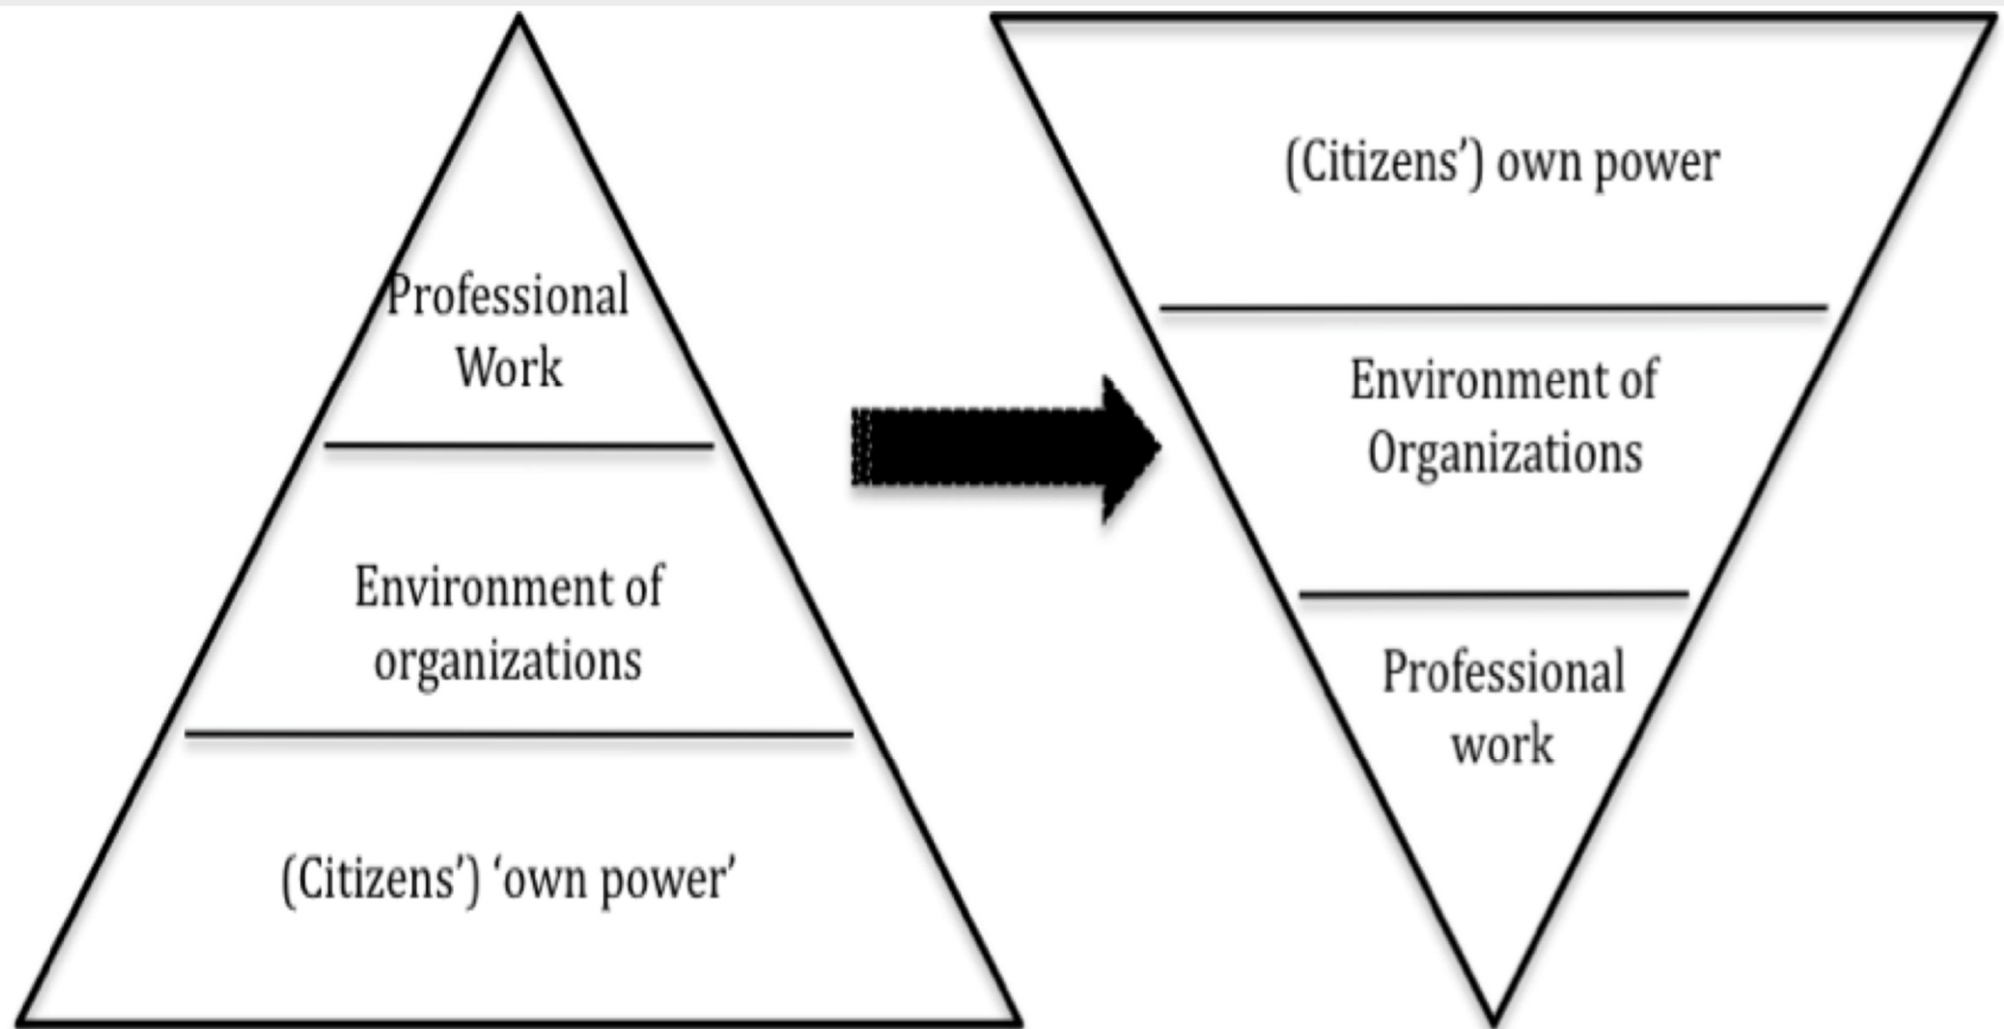 Professional
Work
Environment of
organizations
(Citizens’) ‘own power’
(Citizens’) own power
Environment of
Organizations
Professional
work